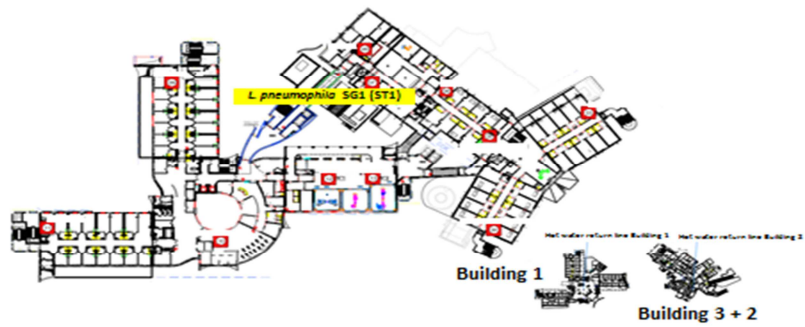 L. pneumophila SG1 (ST1)
Hot water return line Building 1
Hot water return line Building 2
Building 1
Building 3 + 2